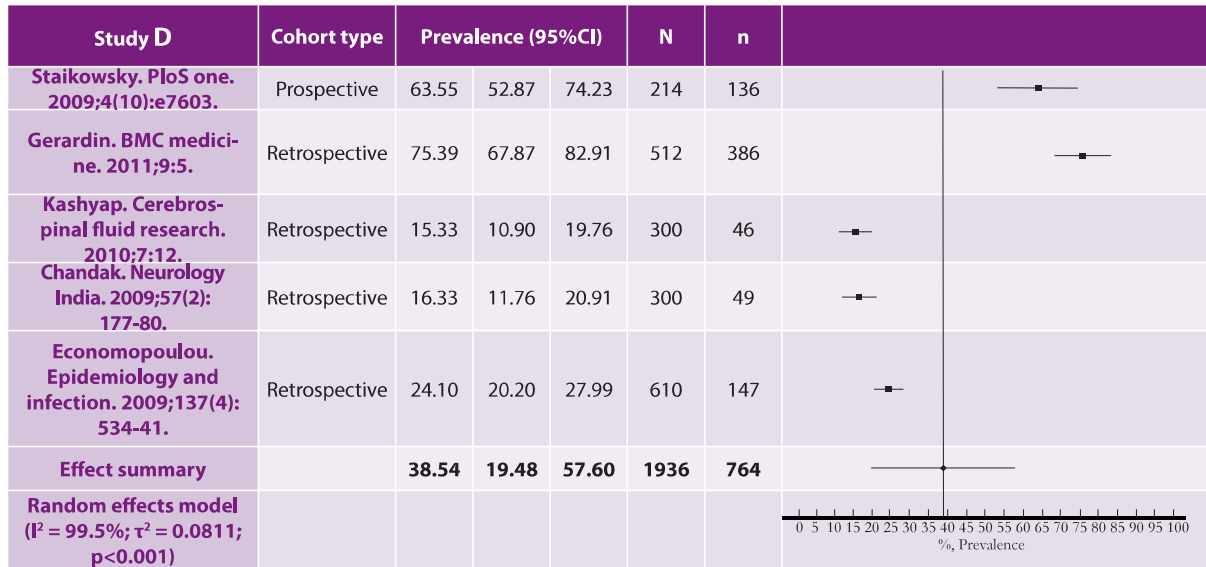 Study D Cohort type Prevalence (95%CI) N n
Staikowsky. PloS one.
2009;4(10):e7603.
Prospective 63.55 52.87 74.23 214 136
Gerardin. BMC medici-
ne. 2011;9:5.
Retrospective 75.39 67.87 82.91 512 386
Kashyap. Cerebros-
pinal fluid research.
2010;7:12.
Retrospective 15.33 10.90 19.76 300 46
Chandak. Neurology
India. 2009;57(2):
177-80.
Retrospective 16.33 11.76 20.91 300 49
Economopoulou.
Epidemiology and
infection. 2009;137(4):
534-41.
Retrospective 24.10 20.20 27.99 610 147
Effect summary 38.54 19.48 57.60 1936 764
Random effects model
(I² = 99.5%; τ² = 0.0811;
p<0.001)
0 5 10 15 20 25 30 35 40 45 50 55 60 65 70 75 80 85 90 95 100
%, Prevalence